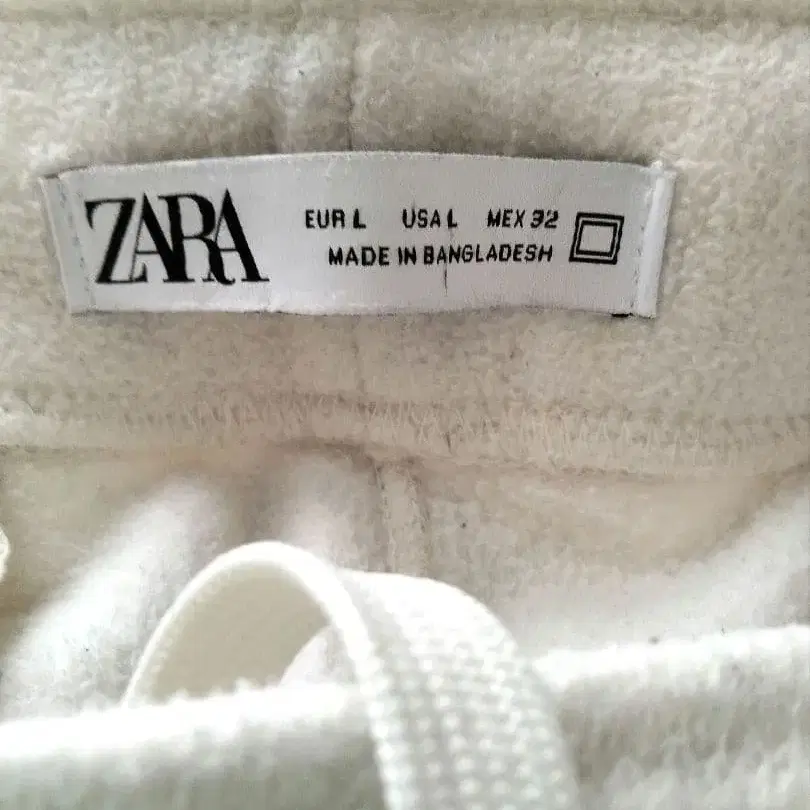 ZARA
EUR L USA L MEX 32
MADE IN BANGLADESH